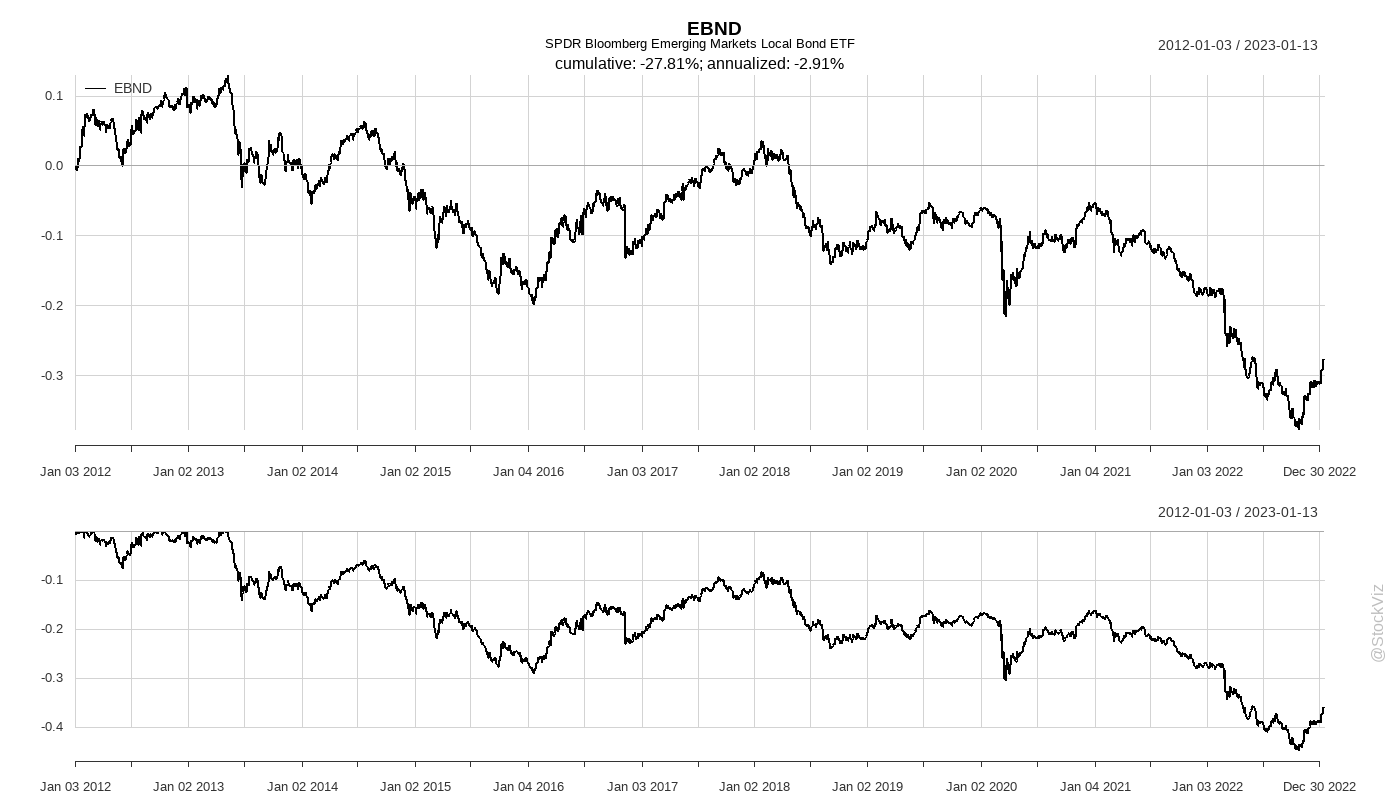 EBND
SPDR Bloomberg Emerging Markets Local Bond ETF
cumulative: -27.81%; annualized: -2.91%
2012-01-03 / 2023-01-13
EBND
0.1
0.0
-0.1
-0.2
-0.3
Jan 03 2012 Jan 02 2013 Jan 02 2014 Jan 02 2015 Jan 04 2016 Jan 03 2017 Jan 02 2018 Jan 02 2019 Jan 02 2020 Jan 04 2021 Jan 03 2022 Dec 30 2022
2012-01-03 / 2023-01-13
-0.1
-0.2
-0.3
-0.4
Jan 03 2012 Jan 02 2013 Jan 02 2014 Jan 02 2015 Jan 04 2016 Jan 03 2017 Jan 02 2018 Jan 02 2019 Jan 02 2020 Jan 04 2021 Jan 03 2022 Dec 30 2022
@StockViz